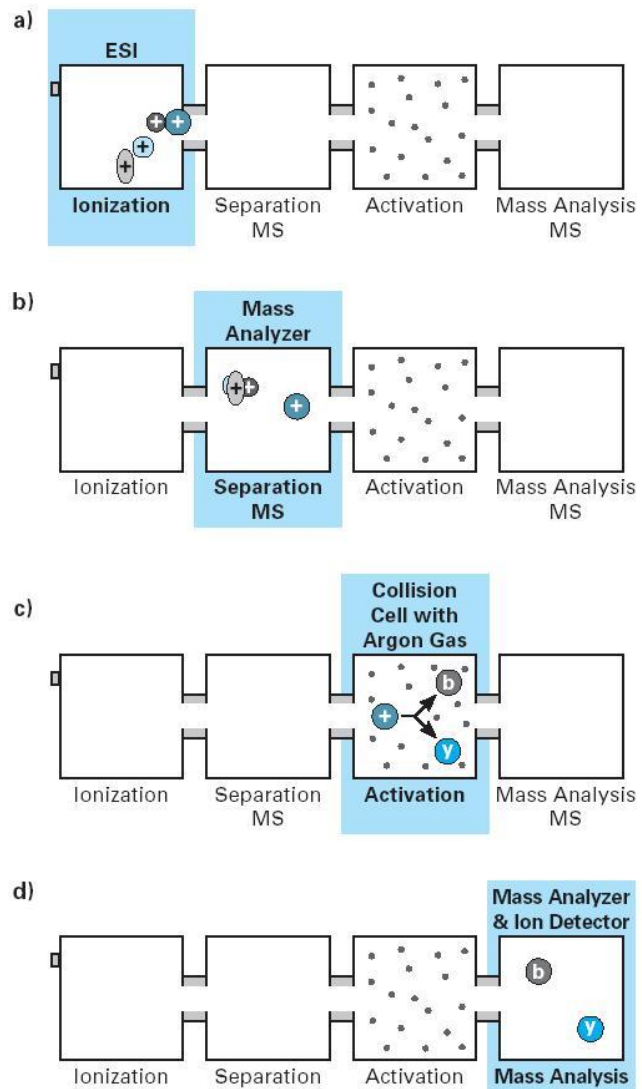 a)
ESI
+ + + +
Ionization Separation MS Activation Mass Analysis MS
b)
Mass
Analyzer
+ + +
Ionization Separation MS Activation Mass Analysis MS
c)
Collision
Cell with
Argon Gas
b
+
y
Ionization Separation MS Activation Mass Analysis MS
d)
Mass Analyzer
& Ion Detector
b
y
Ionization Separation Activation Mass Analysis